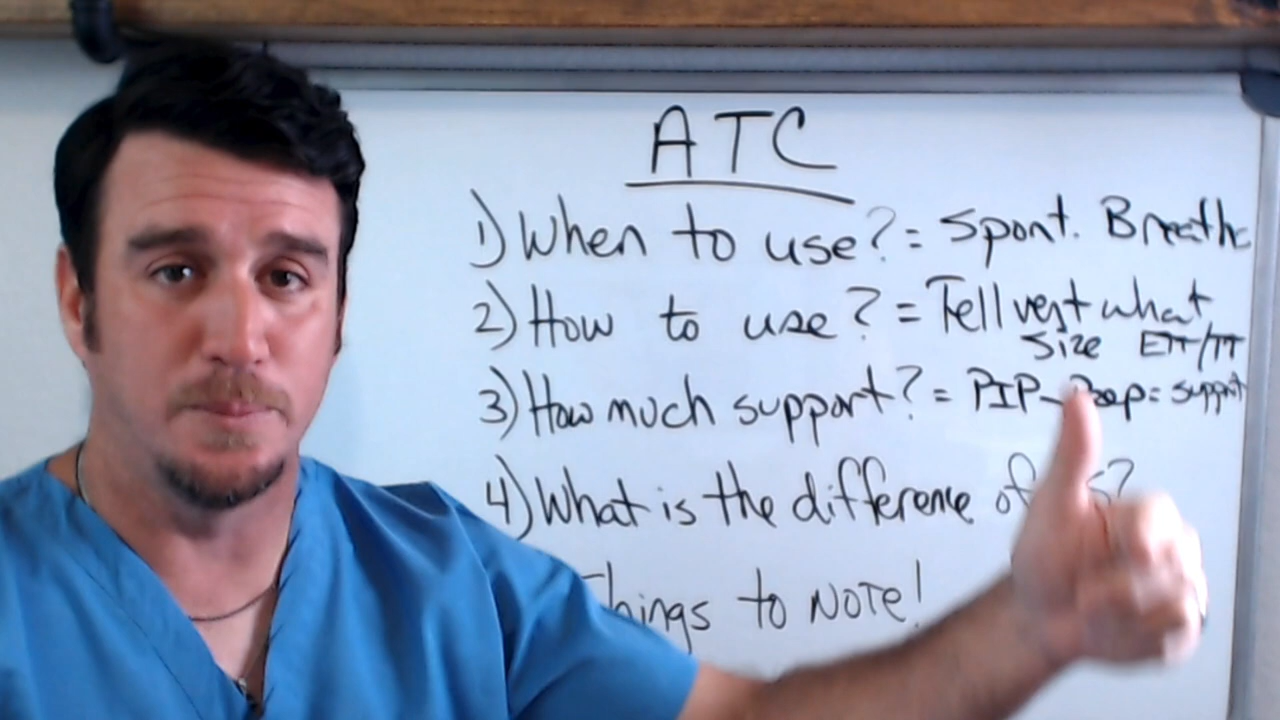 ATC
1) When to use? = Spont. Breathe
2) How to use? = Tell vent what
Size ETT/TT
3) How much support? = PIP- Peep = support
4) What is the difference of ?
Things to NOTE!